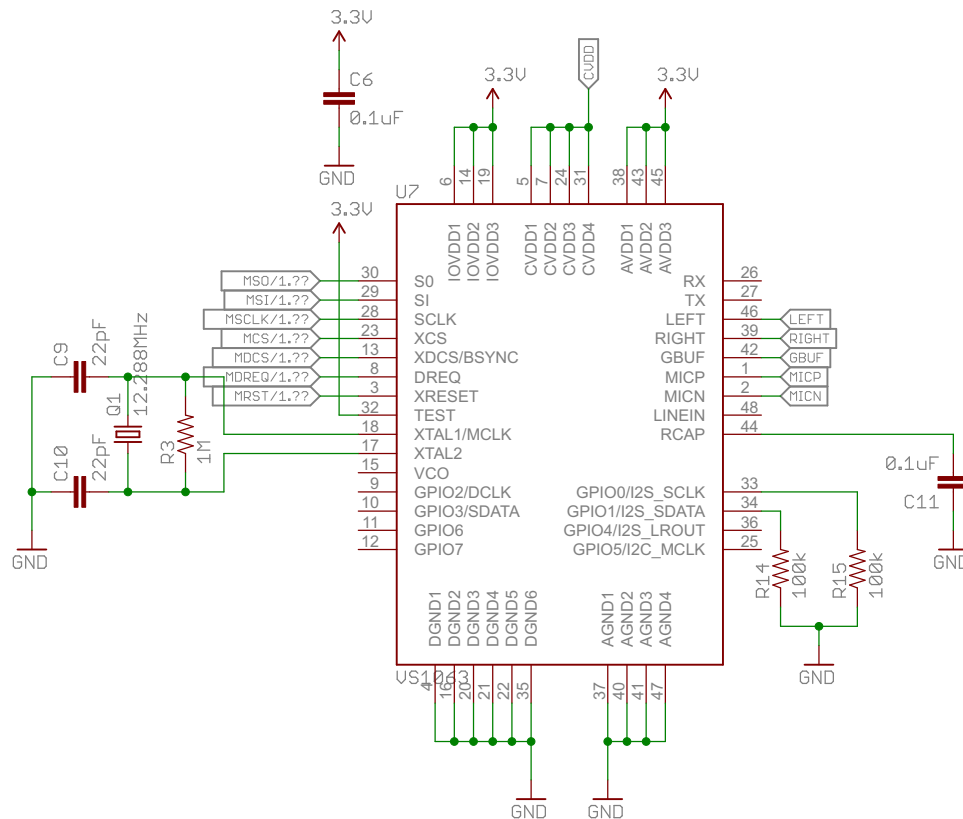 3.3V
C6
0.1uF
GND
CVDD
3.3V
3.3V
6
14
19
5
7
24
31
38
43
45
U7
IOVDD1
IOVDD2
IOVDD3
CVDD1
CVDD2
CVDD3
CVDD4
AVDD1
AVDD2
AVDD3
3.3V
MSO/1.??
30
S0
MSI/1.??
29
SI
MSCLK/1.??
28
SCLK
MCS/1.??
23
XCS
MDCS/1.??
13
XDCS/BSYNC
MDREQ/1.??
8
DREQ
MRST/1.??
3
XRESET
32
TEST
18
XTAL1/MCLK
17
XTAL2
15
VCO
9
GPIO2/DCLK
10
GPIO3/SDATA
11
GPIO6
12
GPIO7
RX
26
TX
27
LEFT
46
LEFT
RIGHT
39
RIGHT
GBUF
42
GBUF
MICP
1
MICP
MICN
2
MICN
LINEIN
48
RCAP
44
GPIO0/I2S_SCLK
33
GPIO1/I2S_SDATA
34
GPIO4/I2S_LROUT
36
GPIO5/I2C_MCLK
25
C9
22pF
Q1
12.288MHz
C10
22pF
R3
1M
GND
0.1uF
C11
GND
R14
100k
R15
100k
GND
DGND1
DGND2
DGND3
DGND4
DGND5
DGND6
AGND1
AGND2
AGND3
AGND4
VS1063
4
16
20
21
22
35
37
40
41
47
GND
GND